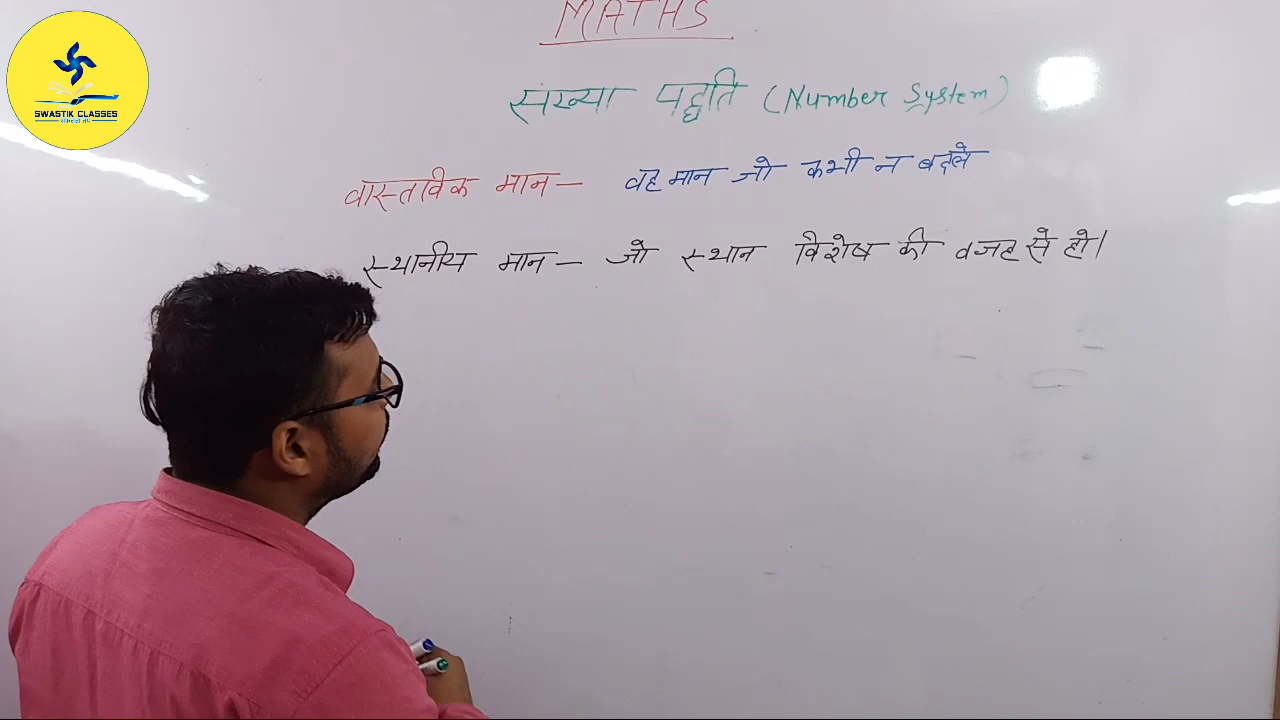 MATHS
SWASTIK CLASSES
संख्या पद्धति (Number System)
वास्तविक मान – वह मान जो कभी न बदले
स्थानीय मान – जो स्थान विशेष की वजह से हो।